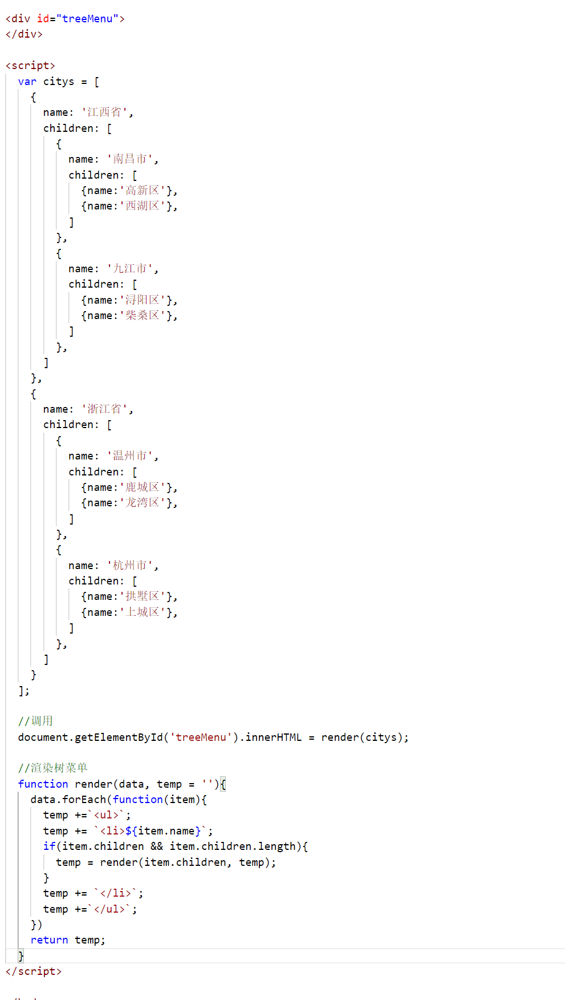 <div id="treeMenu">
</div>
<script>
var citys = [
{
name: '江西省',
children: [
{
name: '南昌市',
children: [
{name:'高新区'},
{name:'西湖区'},
]
},
{
name: '九江市',
children: [
{name:'浔阳区'},
{name:'柴桑区'},
]
},
]
},
{
name: '浙江省',
children: [
{
name: '温州市',
children: [
{name:'鹿城区'},
{name:'龙湾区'},
]
},
{
name: '杭州市',
children: [
{name:'拱墅区'},
{name:'上城区'},
]
},
]
}
];
//调用
document.getElementById('treeMenu').innerHTML = render(citys);
//渲染树菜单
function render(data, temp = ''){
data.forEach(function(item){
temp +=`<ul>`;
temp += `<li>${item.name}`;
if(item.children && item.children.length){
temp = render(item.children, temp);
}
temp += `</li>`;
temp +=`</ul>`;
})
return temp;
}
</script>